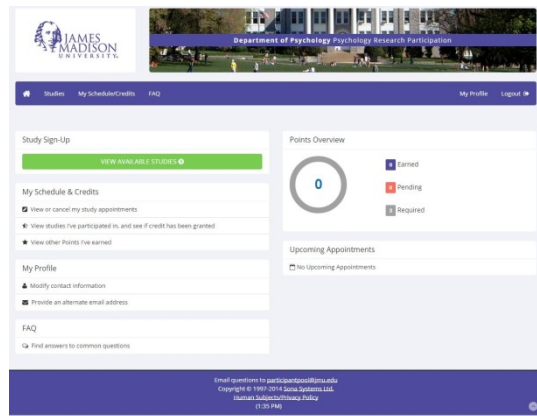 JAMES
MADISON
UNIVERSITY®
Department of Psychology Psychology Research Participation
Studies My Schedule/Credits FAQ My Profile Logout
Study Sign-Up
VIEW AVAILABLE STUDIES
My Schedule & Credits
View or cancel my study appointments
View studies I've participated in, and see if credit has been granted
View other Points I've earned
My Profile
Modify contact information
Provide an alternate email address
FAQ
Find answers to common questions
Points Overview
0
0 Earned
0 Pending
Required
Upcoming Appointments
No Upcoming Appointments
Email questions to participantpool@jmu.edu
Copyright © 1997-2014 Sona Systems Ltd.
Human Subjects/Privacy Policy
(1:35 PM)